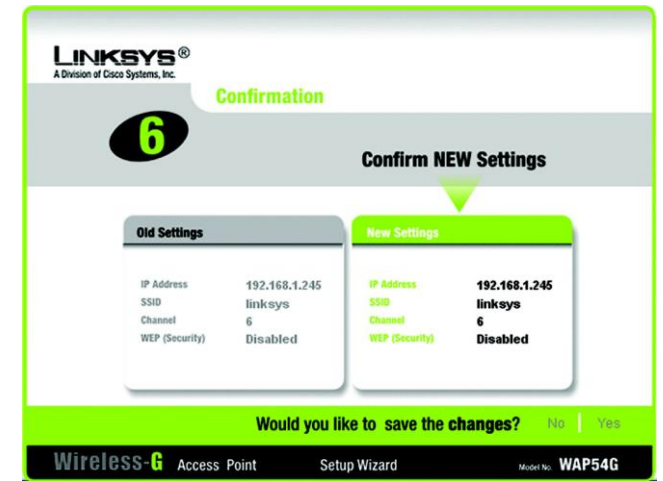 LINKSYS®
A Division of Cisco Systems, Inc.
Confirmation
6
Confirm NEW Settings
Old Settings
IP Address 192.168.1.245
SSID linksys
Channel 6
WEP (Security) Disabled
New Settings
IP Address 192.168.1.245
SSID linksys
Channel 6
WEP (Security) Disabled
Would you like to save the changes? No Yes
Wireless-G Access Point Setup Wizard Model No. WAP54G